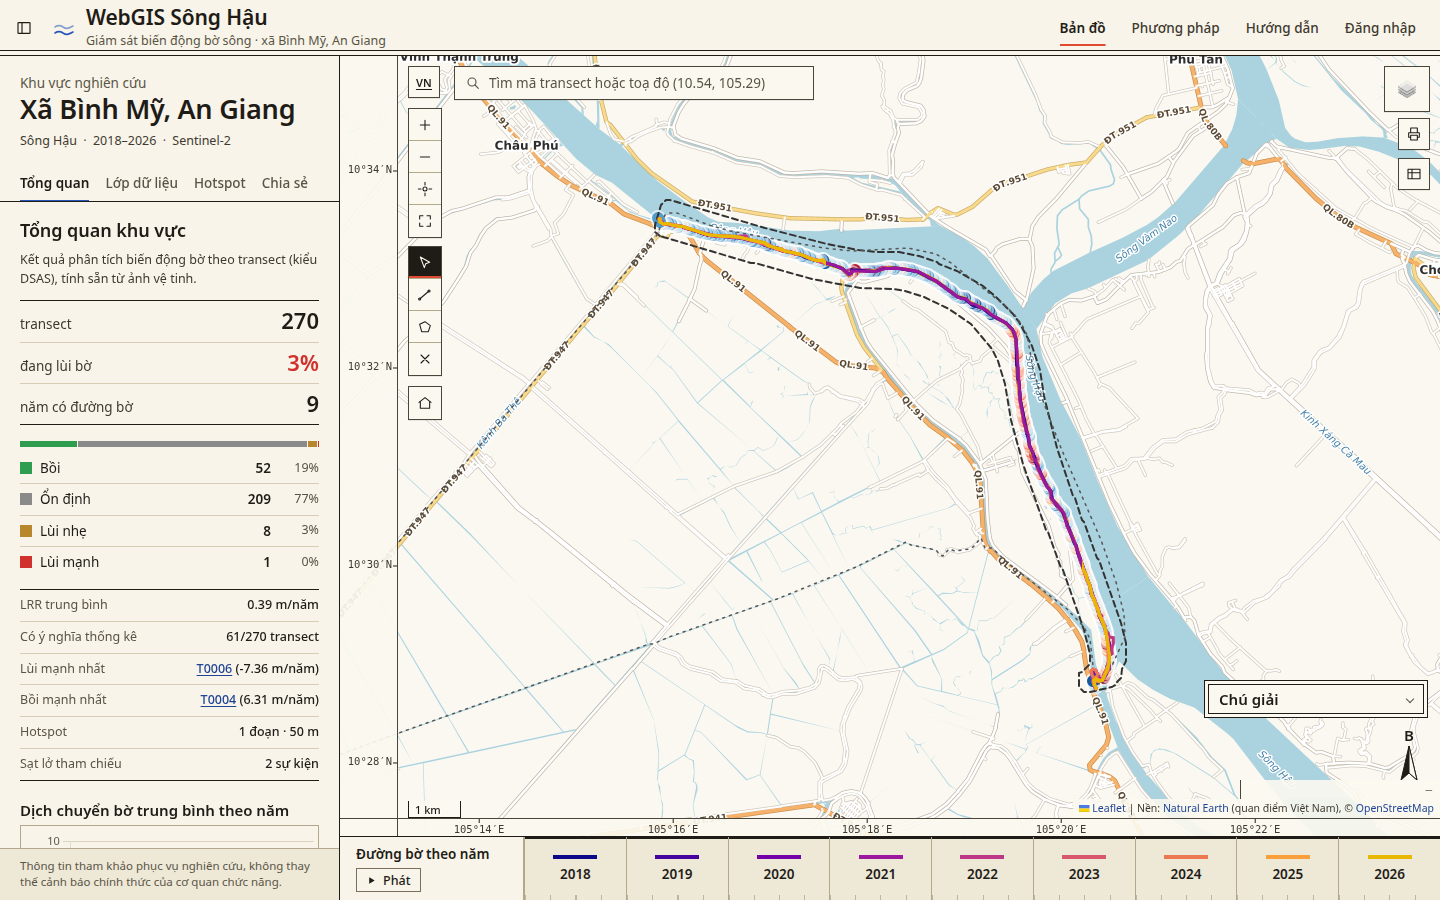 WebGIS Sông Hậu
Giám sát biến động bờ sông · xã Bình Mỹ, An Giang
Bản đồ
Phương pháp
Hướng dẫn
Đăng nhập
Khu vực nghiên cứu
Xã Bình Mỹ, An Giang
Sông Hậu · 2018–2026 · Sentinel-2
Tổng quan
Lớp dữ liệu
Hotspot
Chia sẻ
Tổng quan khu vực
Kết quả phân tích biến động bờ theo transect (kiểu
DSAS), tính sẵn từ ảnh vệ tinh.
transect 270
đang lùi bờ 3%
năm có đường bờ 9
Bồi 52 19%
Ổn định 209 77%
Lùi nhẹ 8 3%
Lùi mạnh 1 0%
LRR trung bình 0.39 m/năm
Có ý nghĩa thống kê 61/270 transect
Lùi mạnh nhất T0006 (-7.36 m/năm)
Bồi mạnh nhất T0004 (6.31 m/năm)
Hotspot 1 đoạn · 50 m
Sạt lở tham chiếu 2 sự kiện
Dịch chuyển bờ trung bình theo năm
10
Thông tin tham khảo phục vụ nghiên cứu, không thay
thế cảnh báo chính thức của cơ quan chức năng.
VN
Tìm mã transect hoặc toạ độ (10.54, 105.29)
Vĩnh Thạnh Trung
Phú Tân
Châu Phú
QL.91
QL.91
QL.91
QL.91
QL.91
QL.91
QL.91
QL.91
QL.91
ĐT.951
ĐT.951
ĐT.951
ĐT.951
ĐT.951
QL.80B
QL.80B
ĐT.947
ĐT.947
ĐT.947
ĐT.947
ĐT.947
Kênh Ba Thê
Sông Vàm Nao
Sông Hậu
Kinh Xáng Cà Mau
10°34′N
10°32′N
10°30′N
10°28′N
105°14′E
105°16′E
105°18′E
105°20′E
105°22′E
1 km
Chú giải
B
Leaflet | Nền: Natural Earth (quan điểm Việt Nam), © OpenStreetMap
Đường bờ theo năm
Phát
2018
2019
2020
2021
2022
2023
2024
2025
2026